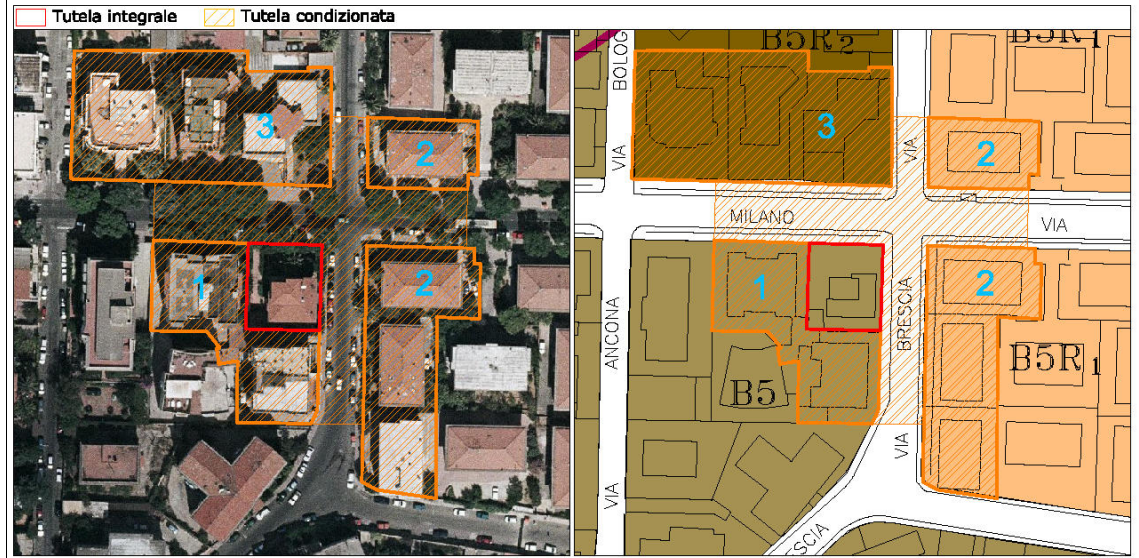 Tutela integrale
Tutela condizionata
3
2
1
2
BOLOG
VIA
B5R2
B5R1
3
VIA
2
MILANO
VIA
1
2
ANCONA
BRESCIA
B5
B5R1
VIA
VIA
SCIA